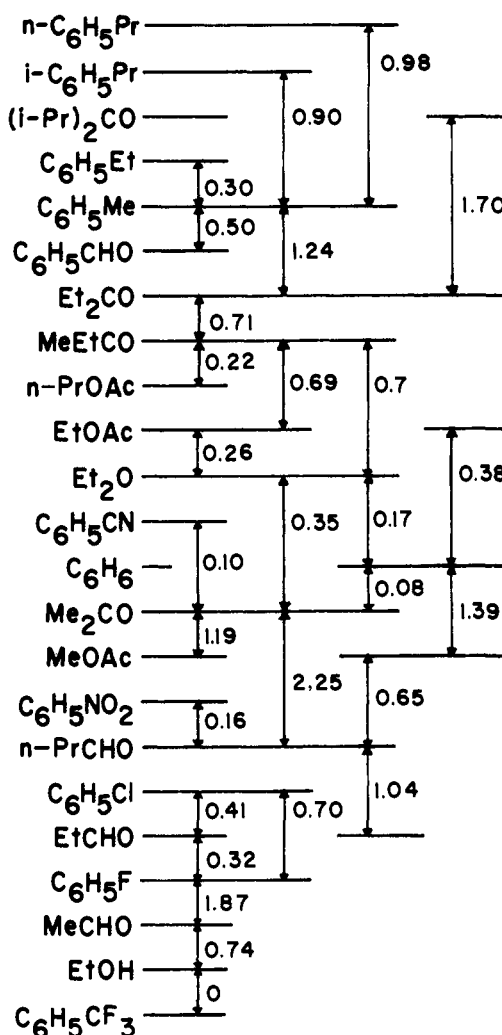 n-C6H5Pr
0.98
i-C6H5Pr
0.90
(i-Pr)2CO
1.70
C6H5Et
0.30
C6H5Me
0.50
1.24
C6H5CHO
Et2CO
0.71
MeEtCO
0.22
0.69
0.7
n-PrOAc
EtOAc
0.26
0.38
Et2O
0.35
0.17
C6H5CN
0.10
C6H6
0.08
1.39
Me2CO
1.19
MeOAc
2,25
0.65
C6H5NO2
0.16
n-PrCHO
1.04
C6H5Cl
0.41
0.70
EtCHO
0.32
C6H5F
1.87
MeCHO
0.74
EtOH
0
C6H5CF3